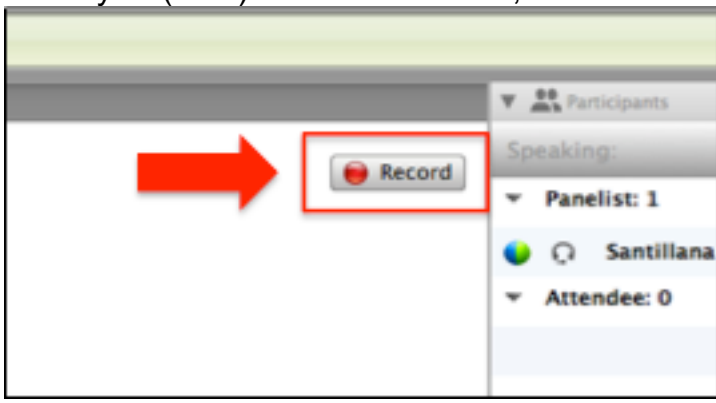 Participants
Speaking:
Record
Panelist: 1
Santillana
Attendee: 0